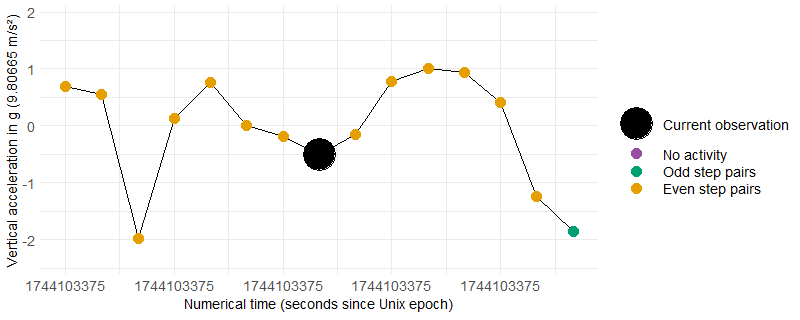 Vertical acceleration in g (9.80665 m/s²)
2
1
0
-1
-2
1744103375 1744103375 1744103375 1744103375 1744103375
Numerical time (seconds since Unix epoch)
Current observation
No activity
Odd step pairs
Even step pairs